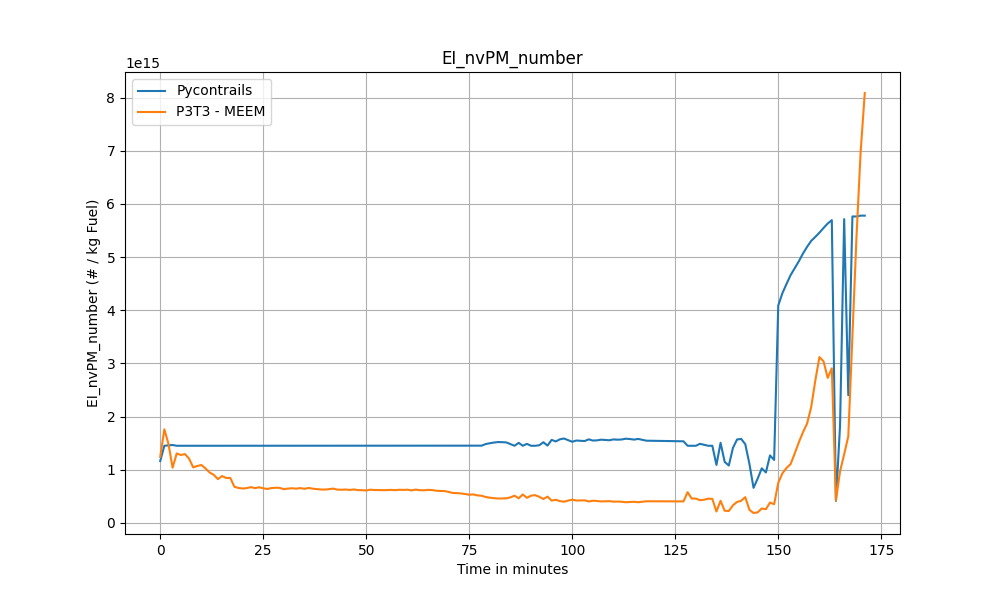 EI_nvPM_number
1e15
Pycontrails
P3T3 - MEEM
8
7
6
5
4
3
2
1
0
EI_nvPM_number (# / kg Fuel)
0 25 50 75 100 125 150 175
Time in minutes